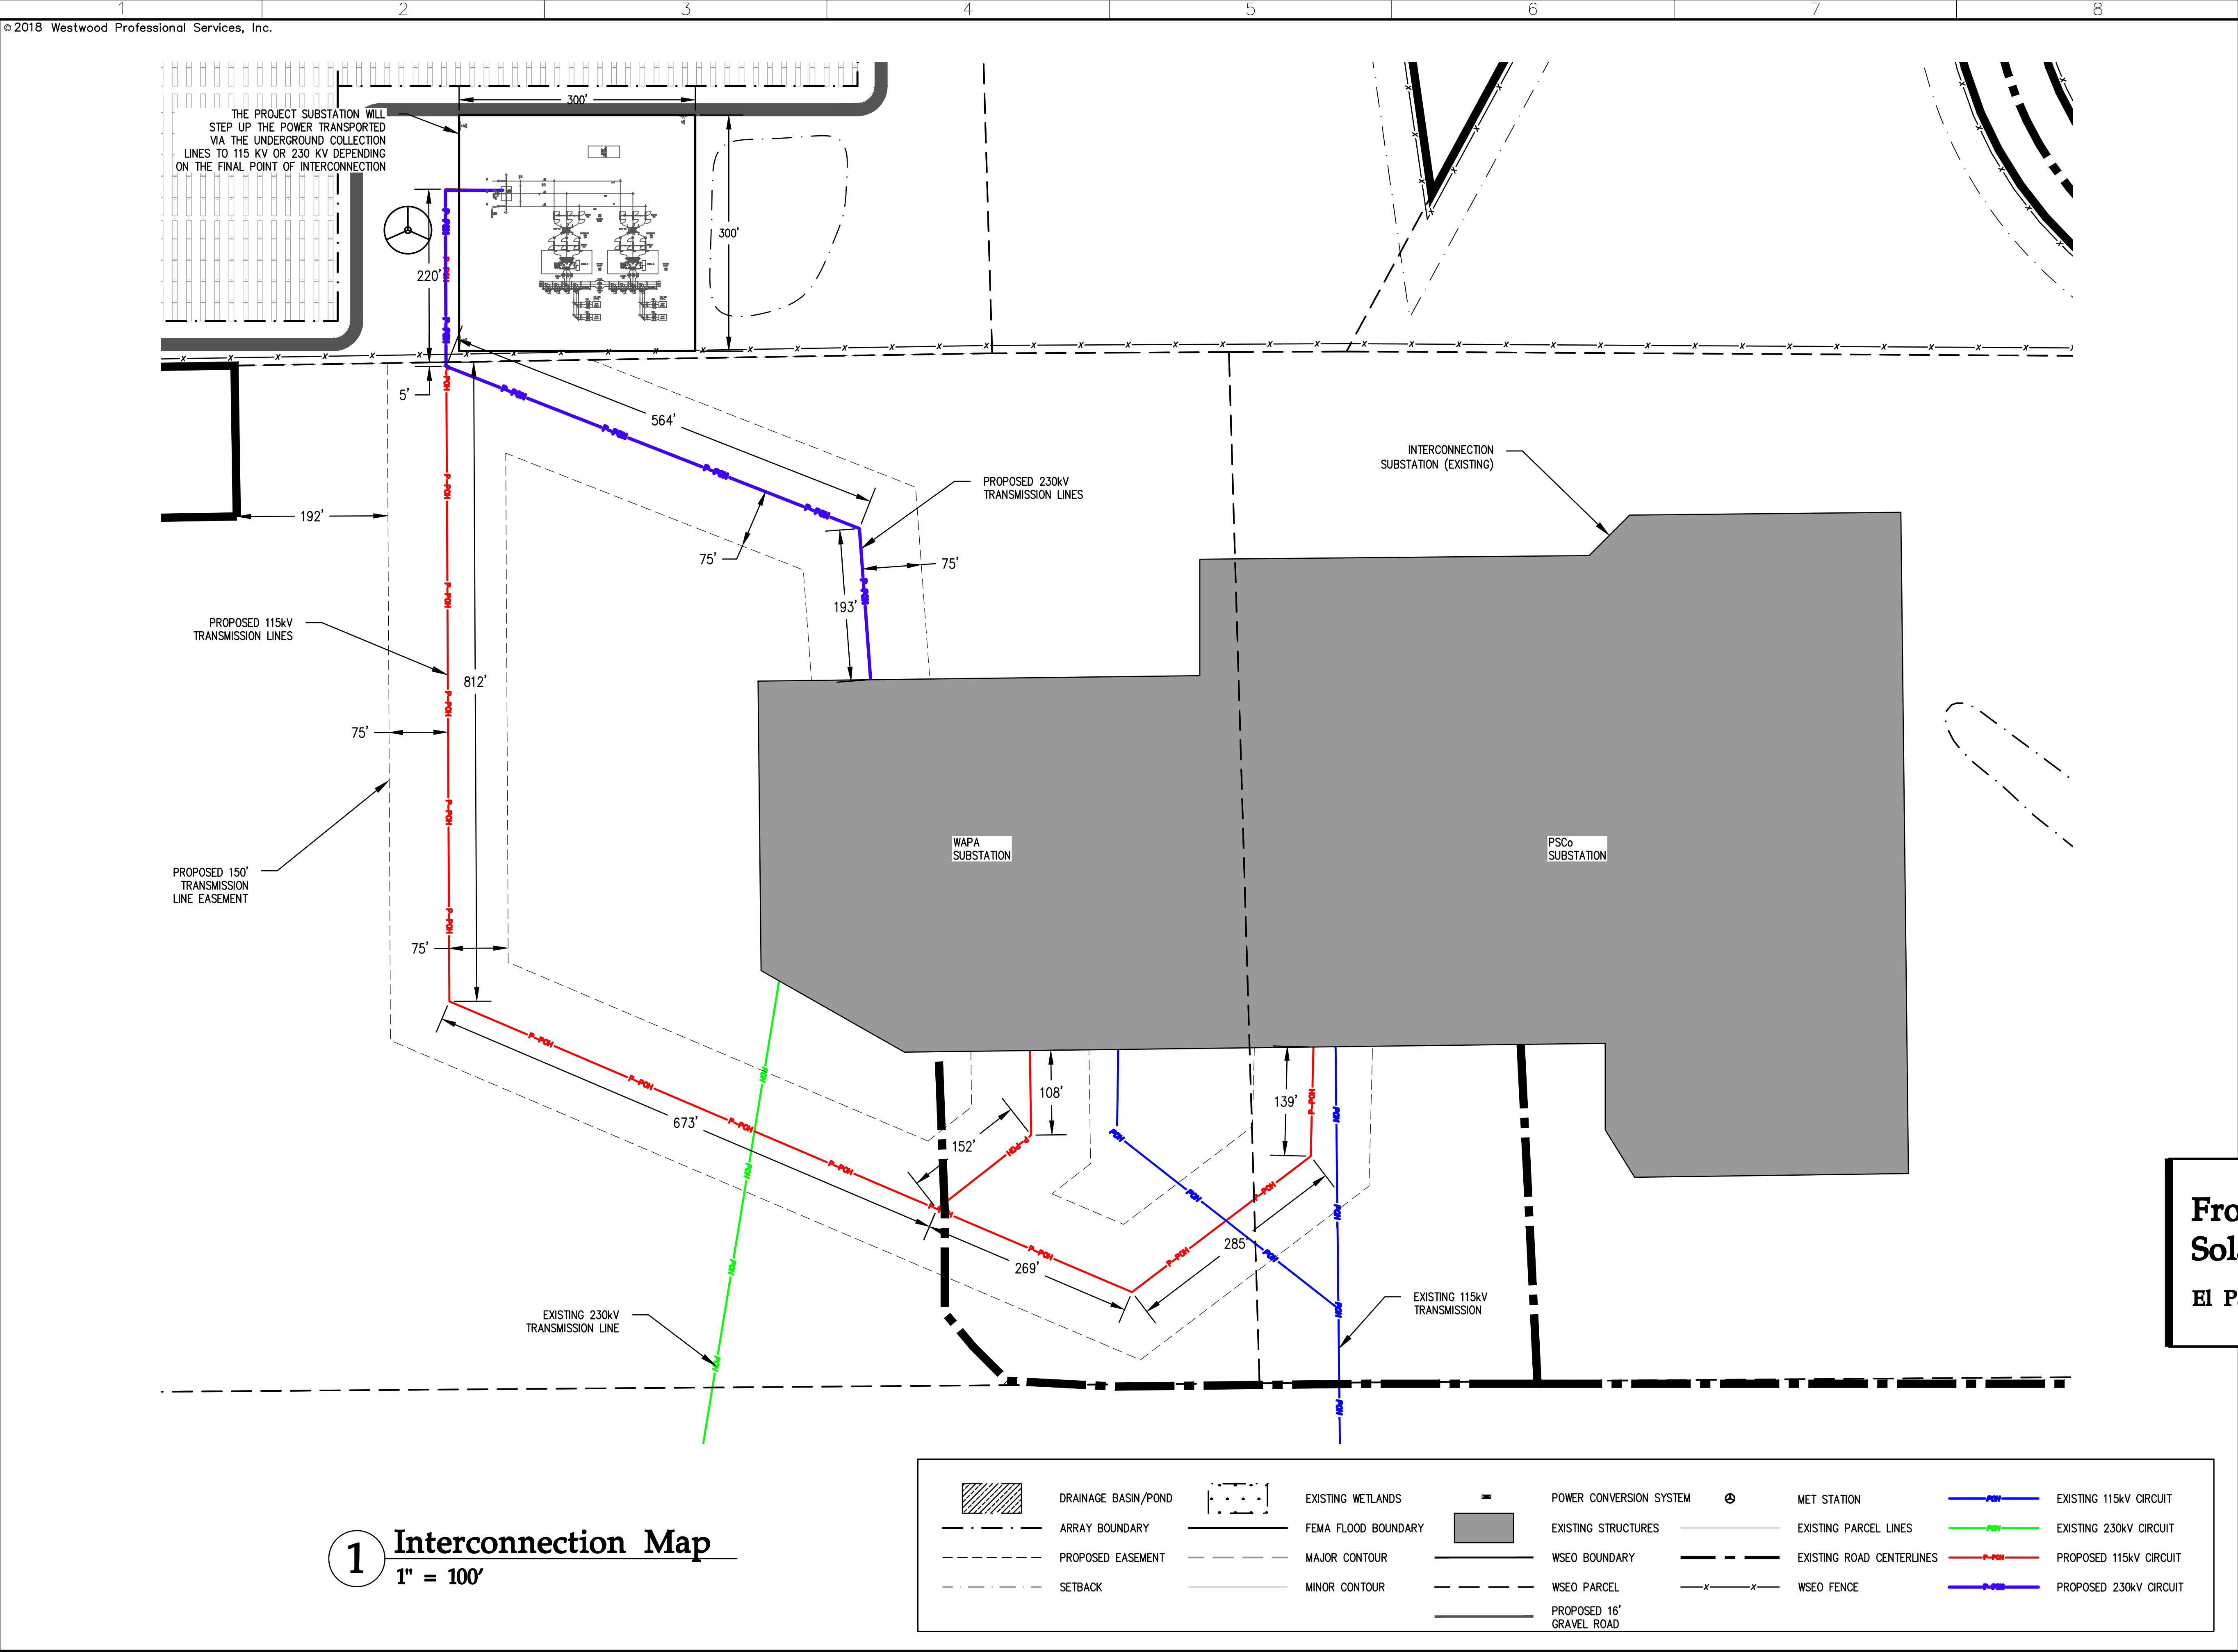 1 2 3 4 5 6 7 8
©2018 Westwood Professional Services, Inc.
THE PROJECT SUBSTATION WILL
STEP UP THE POWER TRANSPORTED
VIA THE UNDERGROUND COLLECTION
LINES TO 115 KV OR 230 KV DEPENDING
ON THE FINAL POINT OF INTERCONNECTION
300'
300'
220'
5'
564'
192'
PROPOSED 230kV
TRANSMISSION LINES
75'
75'
193'
INTERCONNECTION
SUBSTATION (EXISTING)
PROPOSED 115kV
TRANSMISSION LINES
812'
75'
PROPOSED 150'
TRANSMISSION
LINE EASEMENT
75'
WAPA
SUBSTATION
PSCo
SUBSTATION
673'
152'
108'
139'
269'
285'
EXISTING 230kV
TRANSMISSION LINE
EXISTING 115kV
TRANSMISSION
Fro
Sol
El P
1
Interconnection Map
1" = 100'
DRAINAGE BASIN/POND
ARRAY BOUNDARY
PROPOSED EASEMENT
SETBACK
EXISTING WETLANDS
FEMA FLOOD BOUNDARY
MAJOR CONTOUR
MINOR CONTOUR
POWER CONVERSION SYSTEM
EXISTING STRUCTURES
WSEO BOUNDARY
WSEO PARCEL
PROPOSED 16'
GRAVEL ROAD
MET STATION
EXISTING PARCEL LINES
EXISTING ROAD CENTERLINES
WSEO FENCE
POH EXISTING 115kV CIRCUIT
POH EXISTING 230kV CIRCUIT
P-POH PROPOSED 115kV CIRCUIT
P-POH PROPOSED 230kV CIRCUIT